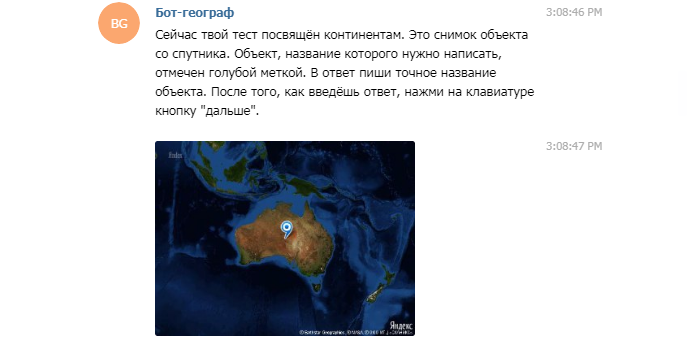 BG
Бот-географ
3:08:46 PM
Сейчас твой тест посвящён континентам. Это снимок объекта
со спутника. Объект, название которого нужно написать,
отмечен голубой меткой. В ответ пиши точное название
объекта. После того, как введёшь ответ, нажми на клавиатуре
кнопку "дальше".
3:08:47 PM
Яндекс